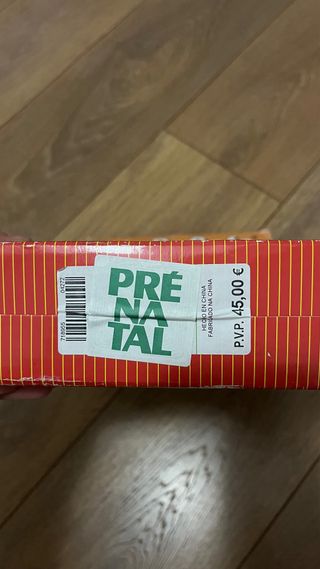 PRÉ
NA
TAL
HECHO EN CHINA
FABRICADO NA CHINA
P.V.P. 45,00 €